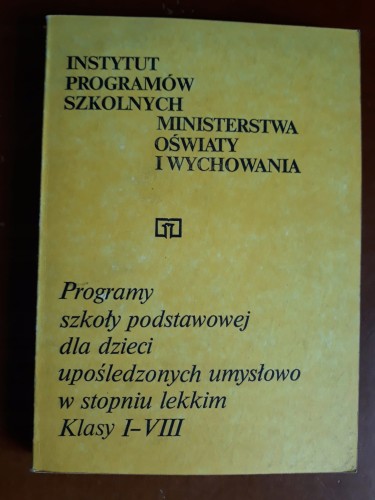 INSTYTUT
PROGRAMÓW
SZKOLNYCH
MINISTERSTWA
OŚWIATY
I WYCHOWANIA
Programy
szkoły podstawowej
dla dzieci
upośledzonych umysłowo
w stopniu lekkim
Klasy I-VIII